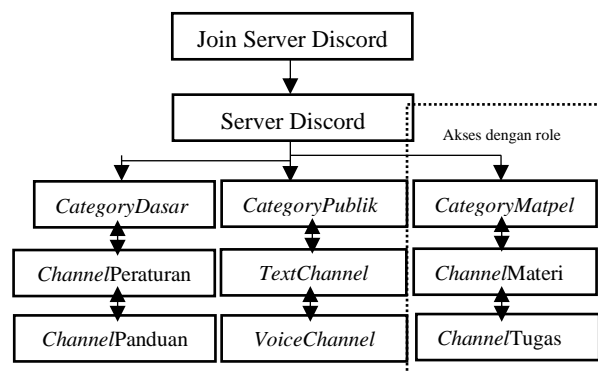 Join Server Discord
Server Discord
Akses dengan role
CategoryDasar
CategoryPublik
CategoryMatpel
ChannelPeraturan
TextChannel
ChannelMateri
ChannelPanduan
VoiceChannel
ChannelTugas